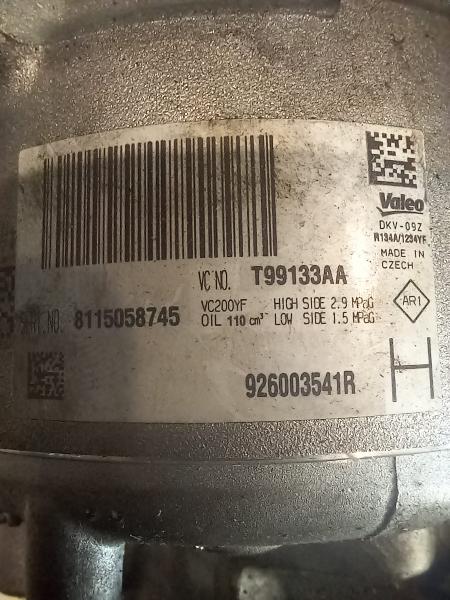 Valeo
DKV-09Z
R134A/1234YF
MADE IN
CZECH
VC NO. T99133AA
AR1
SERI. NO. 8115058745
VC200YF HIGH SIDE 2.9 MPaG
OIL 110 cm³ LOW SIDE 1.5 MPaG
926003541R
H